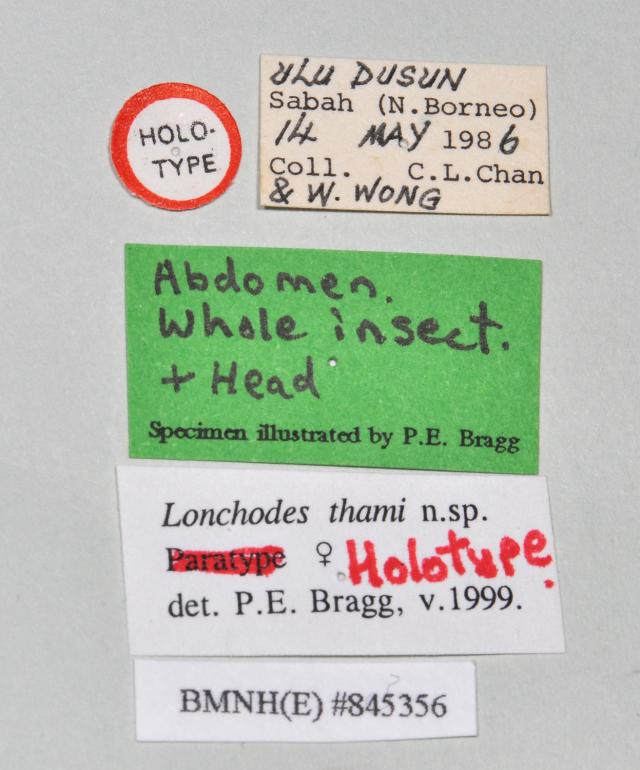 HOLO-
TYPE
ULU DUSUN
Sabah (N.Borneo)
14 MAY 1986
Coll. C.L.Chan
& W. WONG
Abdomen.
Whole insect.
+ Head
Specimen illustrated by P.E. Bragg
Lonchodes thami n.sp.
Paratype ♀ Holotype.
det. P.E. Bragg, v.1999.
BMNH(E) #845356